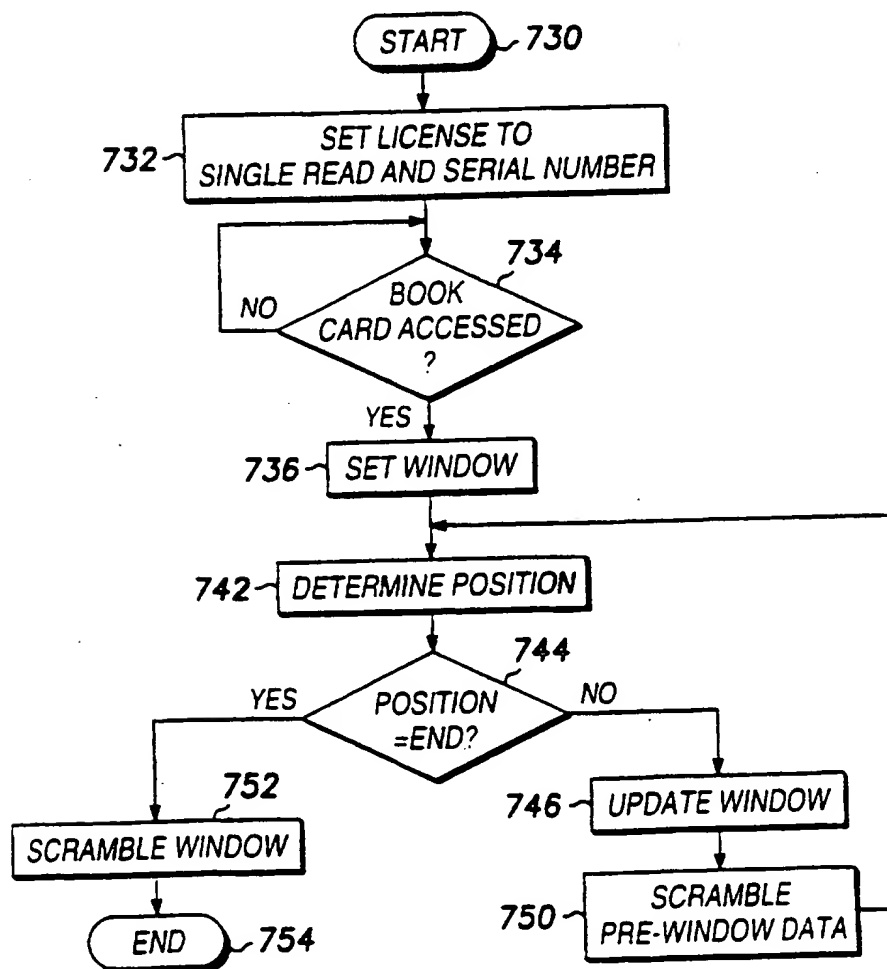 START
730
732
SET LICENSE TO
SINGLE READ AND SERIAL NUMBER
734
NO
BOOK
CARD ACCESSED
?
YES
736
SET WINDOW
742
DETERMINE POSITION
744
YES
POSITION
=END?
NO
752
SCRAMBLE WINDOW
746
UPDATE WINDOW
750
SCRAMBLE
PRE-WINDOW DATA
END
754